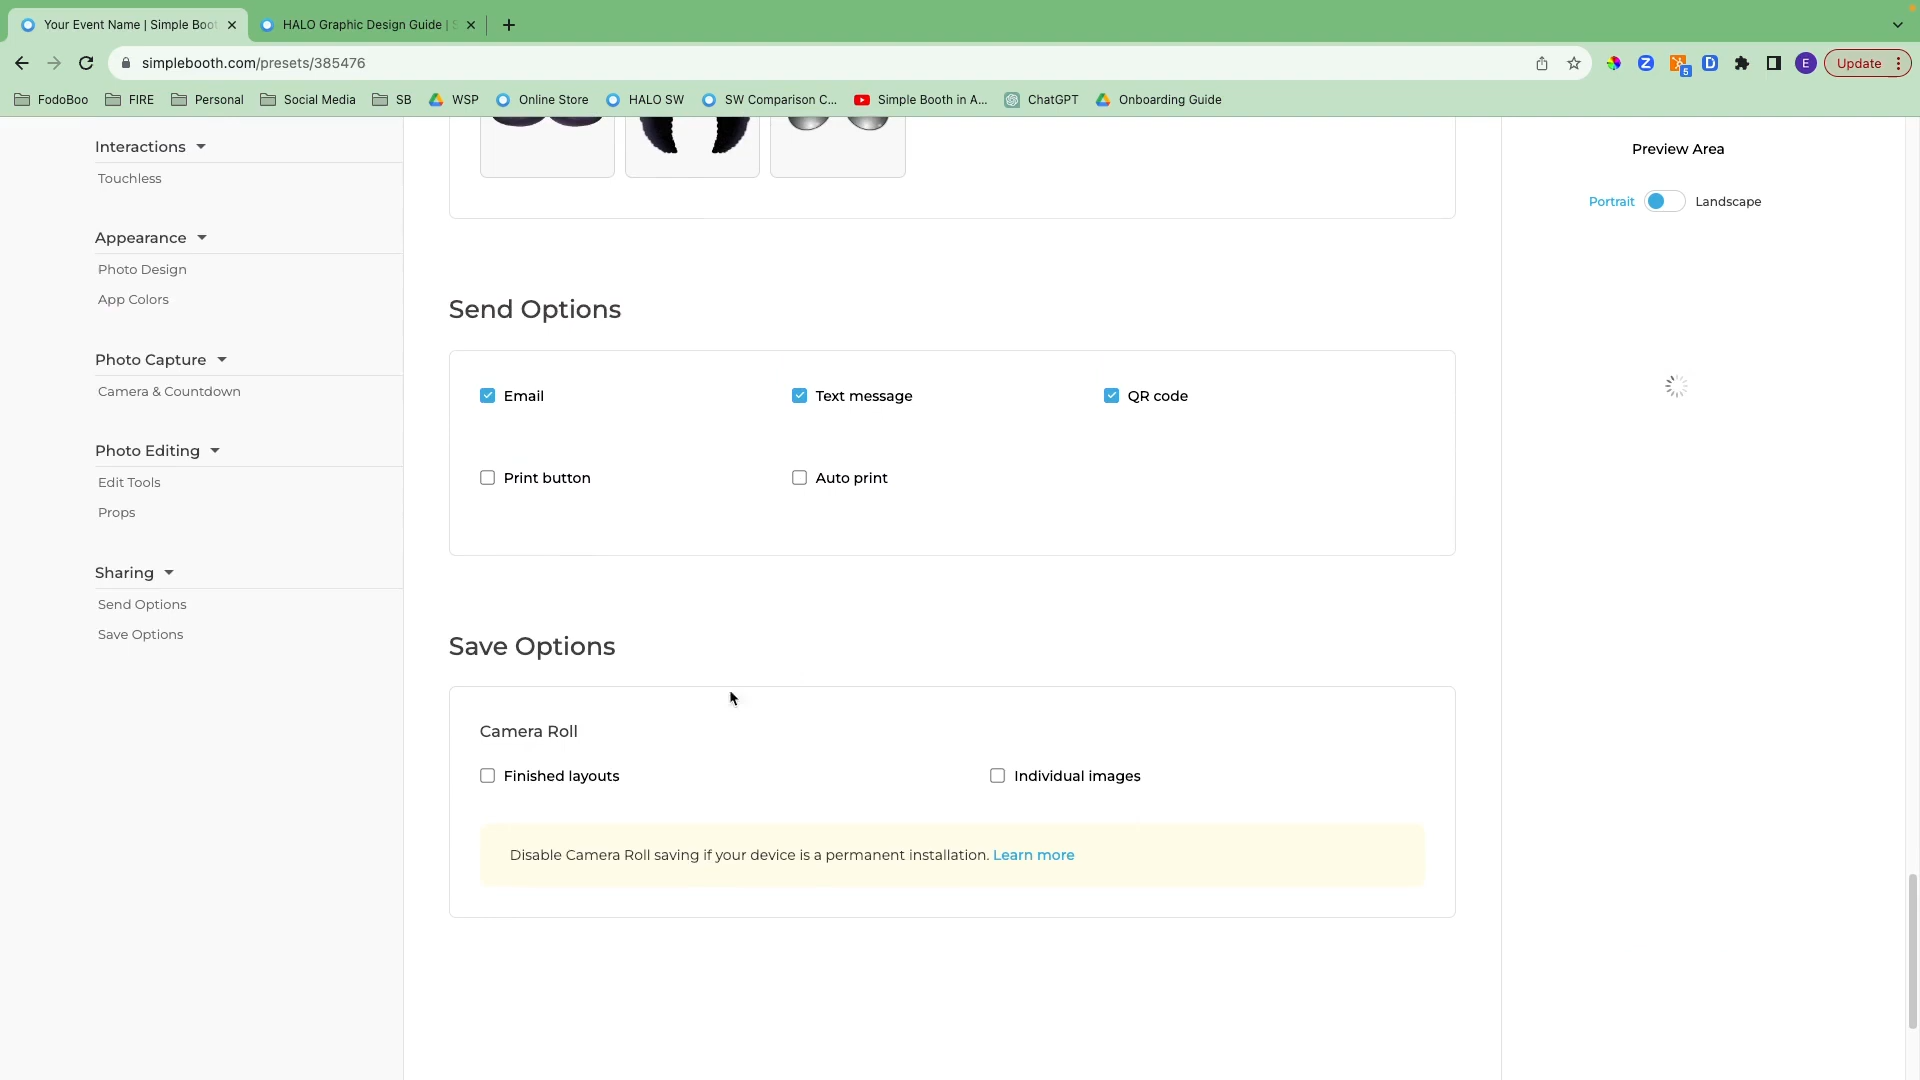 Your Event Name | Simple Boo
HALO Graphic Design Guide |
simplebooth.com/presets/385476
5
E
Update
FodoBoo
FIRE
Personal
Social Media
SB
WSP
Online Store
HALO SW
SW Comparison C...
Simple Booth in A...
ChatGPT
Onboarding Guide
Interactions
Touchless
Appearance
Photo Design
App Colors
Photo Capture
Camera & Countdown
Photo Editing
Edit Tools
Props
Sharing
Send Options
Save Options
Send Options
Email
Text message
QR code
Print button
Auto print
Save Options
Camera Roll
Finished layouts
Individual images
Disable Camera Roll saving if your device is a permanent installation. Learn more
Preview Area
Portrait
Landscape